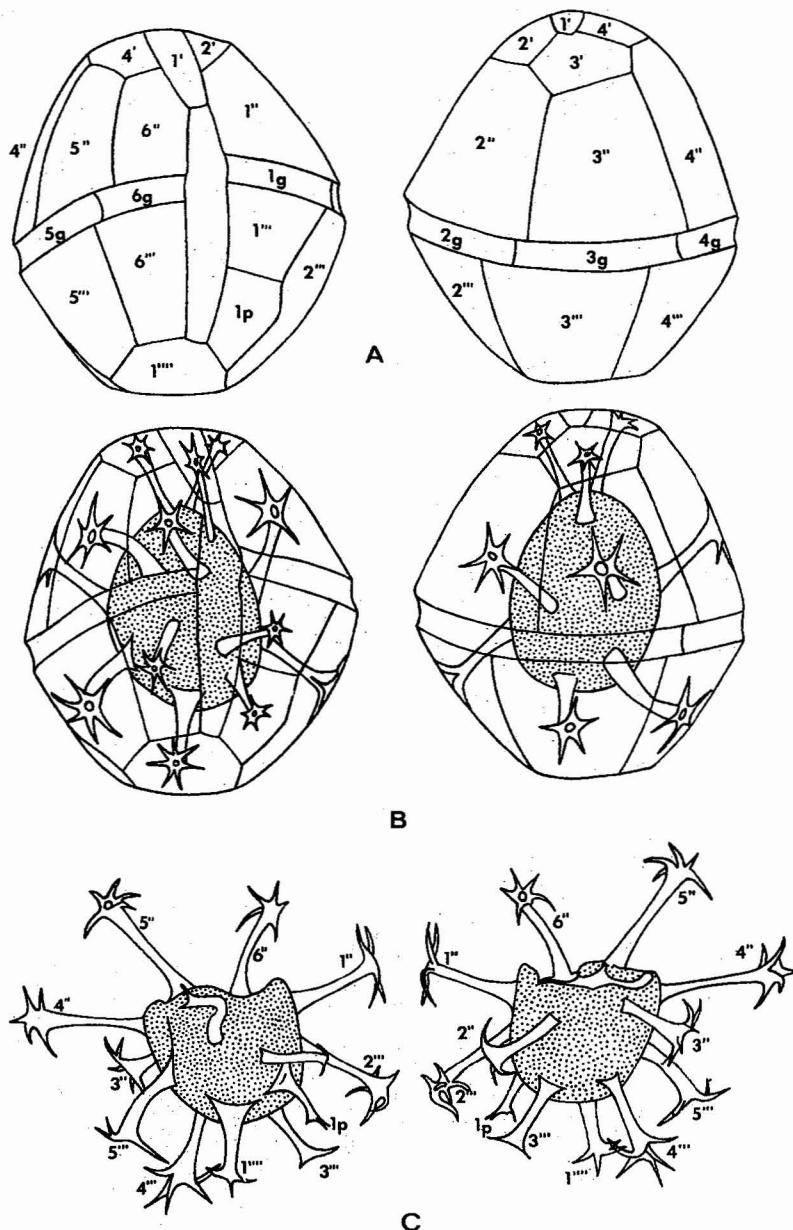 4' 1' 2'
4" 5" 6" 1"
5g 6g 1g
5"' 6"' 1"' 2"'
1p
1""
2' 1' 4'
3'
2" 3" 4"
2g 3g 4g
2"' 3"' 4"'
A
B
5" 6" 1"
4"
3" 2"'
5"' 1p
4"' 1"" 3"'
6" 5"
1" 4"
2" 3"
2"' 5"'
1p 3"' 1"" 4"'
C